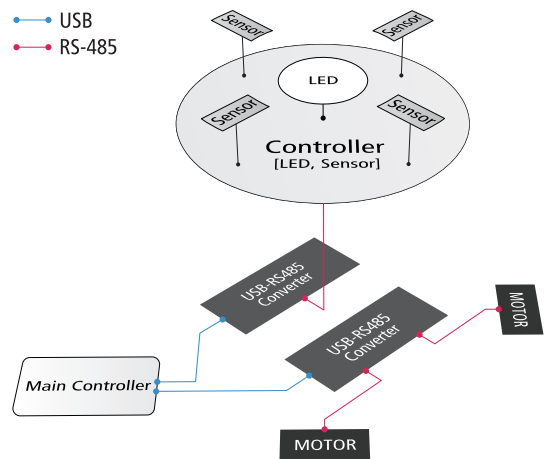 USB
RS-485
Sensor
Sensor
LED
Sensor
Sensor
Controller
[LED, Sensor]
USB-RS485
Converter
USB-RS485
Converter
MOTOR
Main Controller
MOTOR